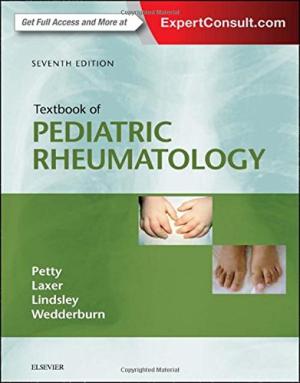 Get Full Access and More at
ExpertConsult.com
SEVENTH EDITION
Textbook of
PEDIATRIC
RHEUMATOLOGY
Petty
Laxer
Lindsley
Wedderburn
ELSEVIER